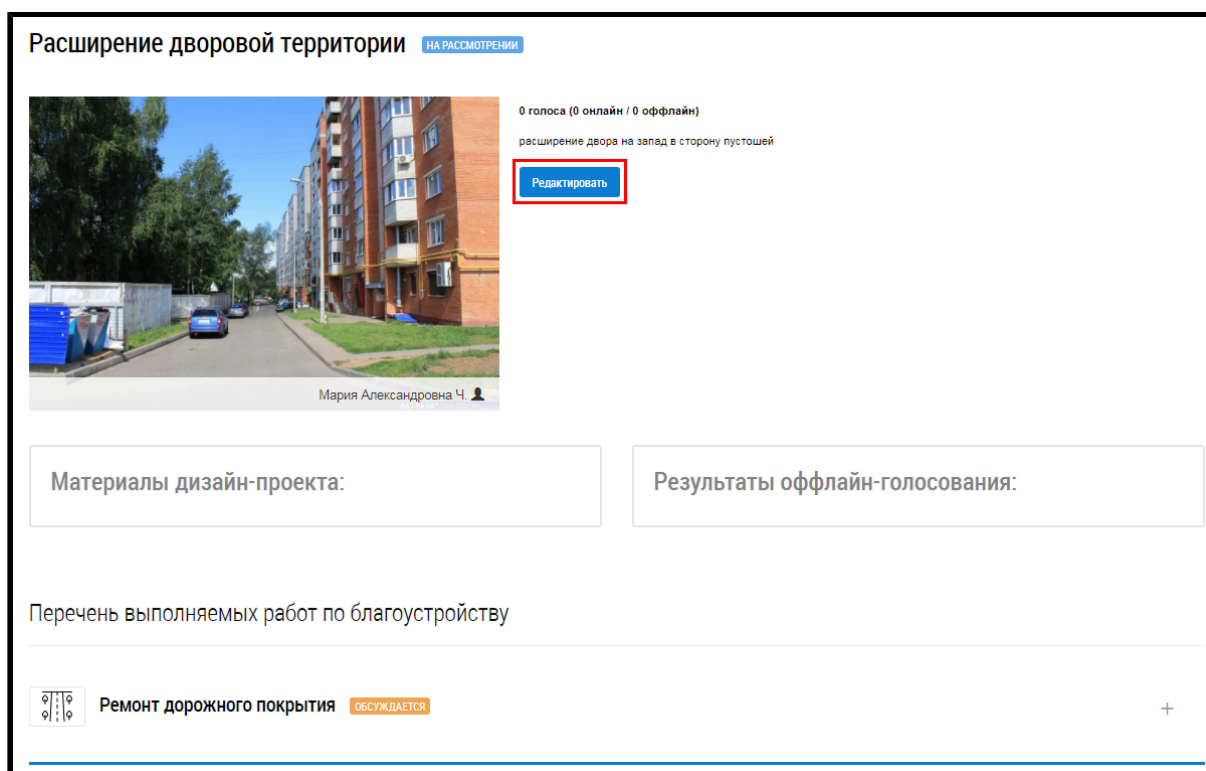 Расширение дворовой территории НА РАССМОТРЕНИИ
0 голоса (0 онлайн / 0 оффлайн)
расширение двора на запад в сторону пустошей
Редактировать
Мария Александровна Ч.
Материалы дизайн-проекта:
Результаты оффлайн-голосования:
Перечень выполняемых работ по благоустройству
Ремонт дорожного покрытия ОБСУЖДАЕТСЯ